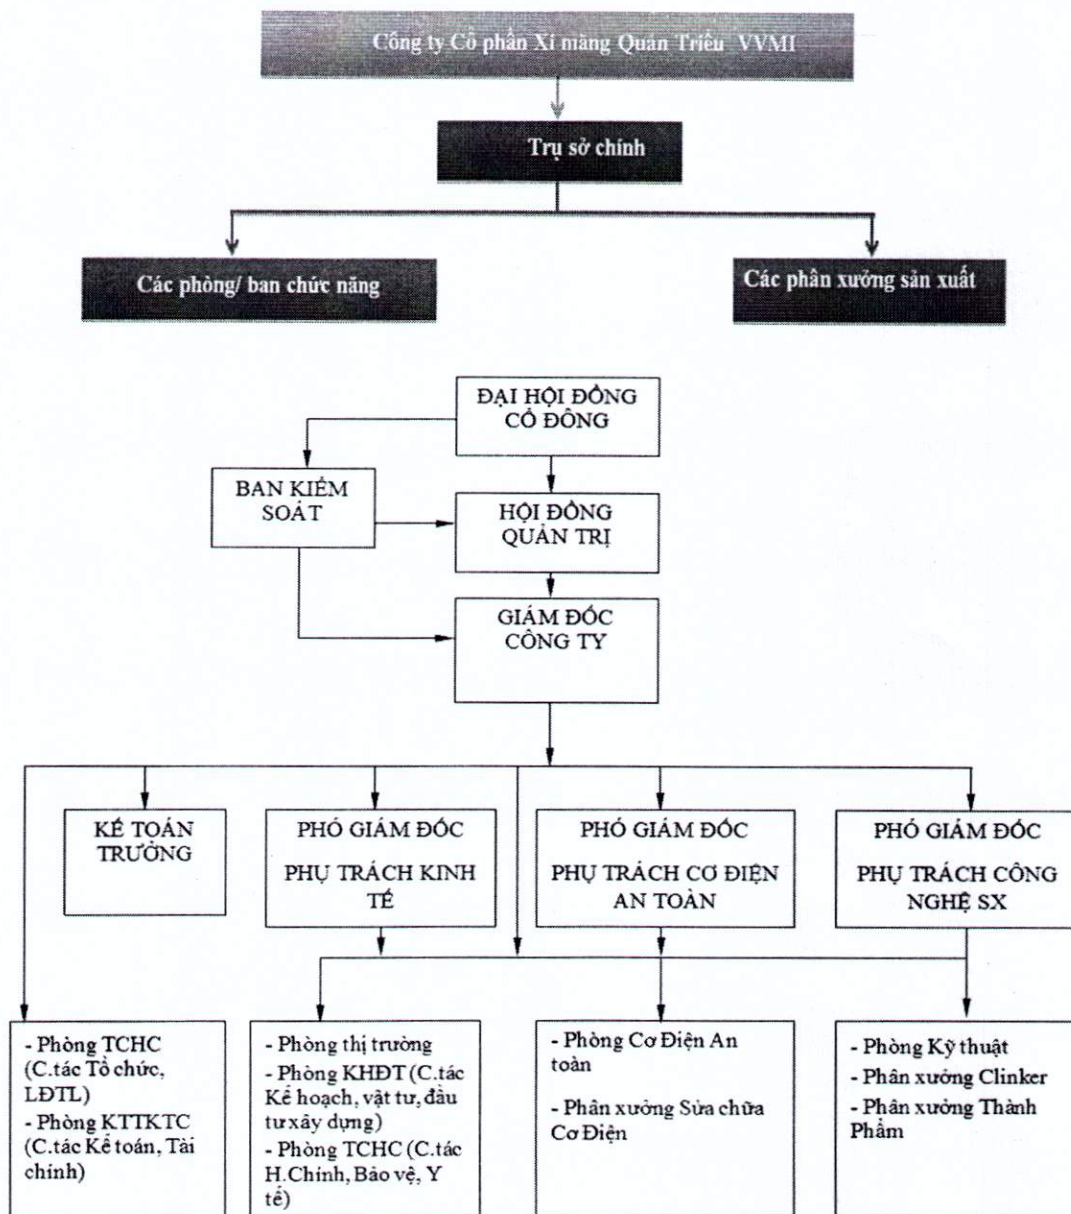 Công ty Cổ phần Xi măng Quán Triều VVMI
Trụ sở chính
Các phòng/ ban chức năng
Các phân xưởng sản xuất
ĐẠI HỘI ĐỒNG
CỔ ĐÔNG
BAN KIỂM
SOÁT
HỘI ĐỒNG
QUẢN TRỊ
GIÁM ĐỐC
CÔNG TY
KẾ TOÁN
TRƯỞNG
PHÓ GIÁM ĐỐC
PHỤ TRÁCH KINH
TẾ
PHÓ GIÁM ĐỐC
PHỤ TRÁCH CƠ ĐIỆN
AN TOÀN
PHÓ GIÁM ĐỐC
PHỤ TRÁCH CÔNG
NGHỆ SX
- Phòng TCHC
(C.tác Tổ chức,
LĐTL)
- Phòng KTTKTC
(C.tác Kế toán, Tài
chính)
- Phòng thị trường
- Phòng KHĐT (C.tác
Kế hoạch, vật tư, đầu
tư xây dựng)
- Phòng TCHC (C.tác
H.Chính, Bảo vệ, Y
tế)
- Phòng Cơ Điện An
toàn
- Phân xưởng Sửa chữa
Cơ Điện
- Phòng Kỹ thuật
- Phân xưởng Clinker
- Phân xưởng Thành
Phẩm